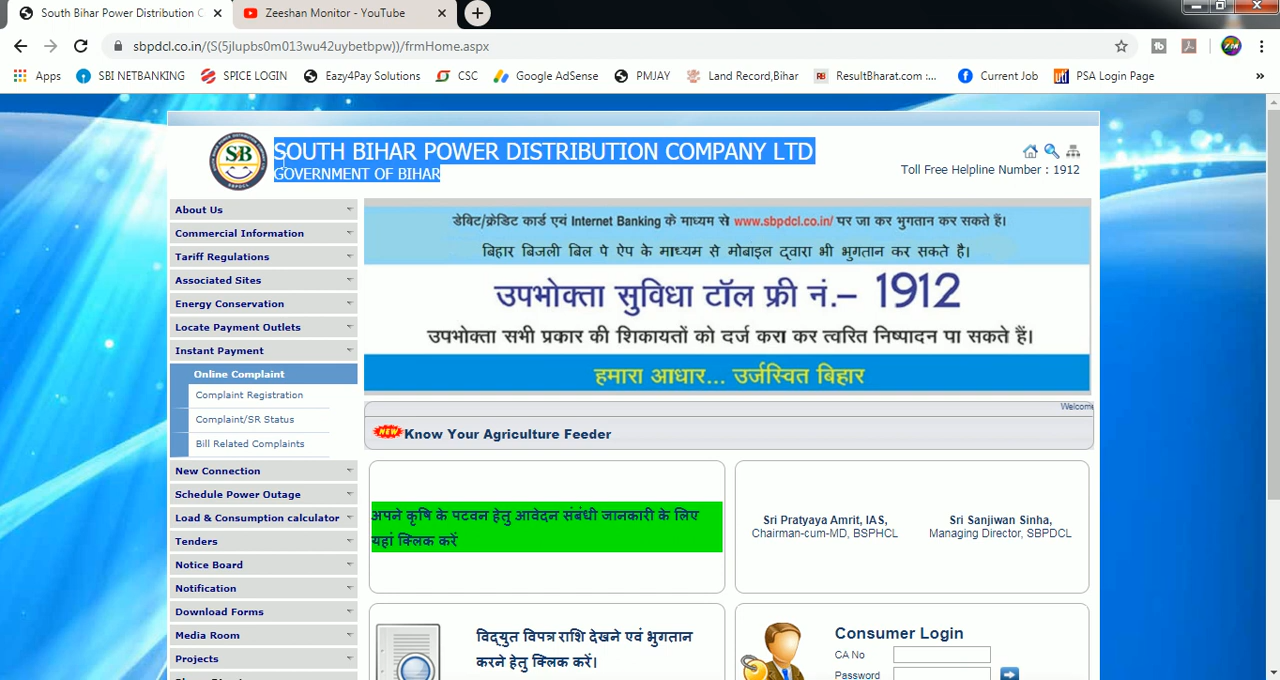 South Bihar Power Distribution C
Zeeshan Monitor - YouTube
sbpdcl.co.in/(S(5jlupbs0m013wu42uybetbpw))/frmHome.aspx
Apps
SBI NETBANKING
SPICE LOGIN
Eazy4Pay Solutions
CSC
Google AdSense
PMJAY
Land Record,Bihar
ResultBharat.com :...
Current Job
PSA Login Page
SOUTH BIHAR POWER DISTRIBUTION COMPANY LTD
GOVERNMENT OF BIHAR
Toll Free Helpline Number : 1912
About Us
Commercial Information
Tariff Regulations
Associated Sites
Energy Conservation
Locate Payment Outlets
Instant Payment
Online Complaint
Complaint Registration
Complaint/SR Status
Bill Related Complaints
New Connection
Schedule Power Outage
Load & Consumption calculator
Tenders
Notice Board
Notification
Download Forms
Media Room
Projects
डेबिट/क्रेडिट कार्ड एवं Internet Banking के माध्यम से www.sbpdcl.co.in/ पर जा कर भुगतान कर सकते हैं।
बिहार बिजली बिल पे ऐप के माध्यम से मोबाइल द्वारा भी भुगतान कर सकते है।
उपभोक्ता सुविधा टॉल फ्री नं.– 1912
उपभोक्ता सभी प्रकार की शिकायतों को दर्ज करा कर त्वरित निष्पादन पा सकते हैं।
हमारा आधार... उर्जस्वित बिहार
Welcome
NEW Know Your Agriculture Feeder
अपने कृषि के पटवन हेतु आवेदन संबंधी जानकारी के लिए
यहां क्लिक करें
Sri Pratyaya Amrit, IAS,
Chairman-cum-MD, BSPHCL
Sri Sanjiwan Sinha,
Managing Director, SBPDCL
विद्युत विपत्र राशि देखने एवं भुगतान
करने हेतु क्लिक करें।
Consumer Login
CA No
Password